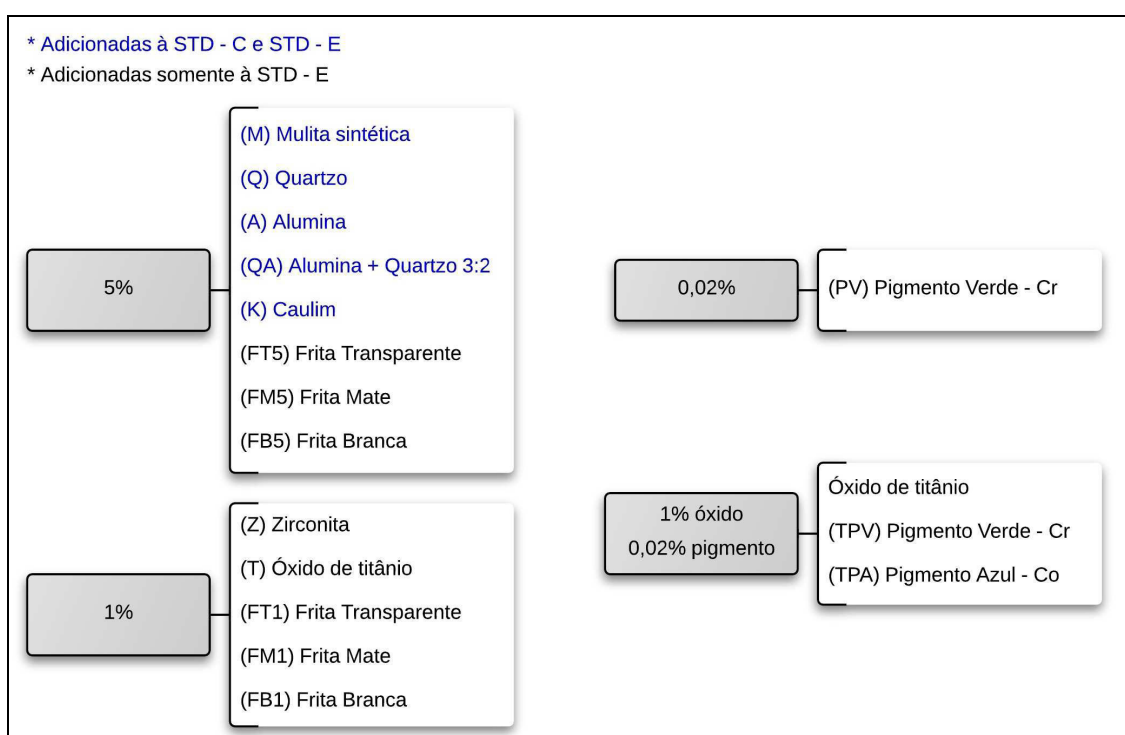 * Adicionadas à STD - C e STD - E
* Adicionadas somente à STD - E
5%
(M) Mulita sintética
(Q) Quartzo
(A) Alumina
(QA) Alumina + Quartzo 3:2
(K) Caulim
(FT5) Frita Transparente
(FM5) Frita Mate
(FB5) Frita Branca
1%
(Z) Zirconita
(T) Óxido de titânio
(FT1) Frita Transparente
(FM1) Frita Mate
(FB1) Frita Branca
0,02%
(PV) Pigmento Verde - Cr
1% óxido
0,02% pigmento
Óxido de titânio
(TPV) Pigmento Verde - Cr
(TPA) Pigmento Azul - Co